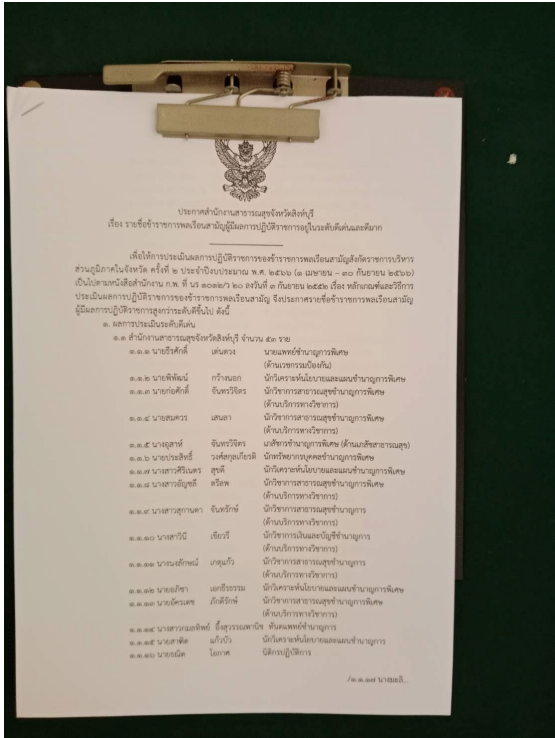 ประกาศสำนักงานสาธารณสุขจังหวัดสิงห์บุรี
เรื่อง รายชื่อข้าราชการพลเรือนสามัญผู้มีผลการปฏิบัติราชการอยู่ในระดับดีเด่นและดีมาก
เพื่อให้การประเมินผลการปฏิบัติราชการของข้าราชการพลเรือนสามัญสังกัดราชการบริหาร
ส่วนภูมิภาคในจังหวัด ครั้งที่ ๒ ประจำปีงบประมาณ พ.ศ. ๒๕๖๖ (๑ เมษายน – ๓๐ กันยายน ๒๕๖๖)
เป็นไปตามหนังสือสำนักงาน ก.พ. ที่ นร ๑๐๑๒/ว ๒๐ ลงวันที่ ๓ กันยายน ๒๕๕๒ เรื่อง หลักเกณฑ์และวิธีการ
ประเมินผลการปฏิบัติราชการของข้าราชการพลเรือนสามัญ จึงประกาศรายชื่อข้าราชการพลเรือนสามัญ
ผู้มีผลการปฏิบัติราชการสูงกว่าระดับดีขึ้นไป ดังนี้
๑. ผลการประเมินระดับดีเด่น
๑.๑ สำนักงานสาธารณสุขจังหวัดสิงห์บุรี จำนวน ๕๓ ราย
๑.๑.๑ นายธีรศักดิ์ เด่นดวง นายแพทย์ชำนาญการพิเศษ
(ด้านเวชกรรมป้องกัน)
๑.๑.๒ นายพิพัฒน์ กว้างนอก นักวิเคราะห์นโยบายและแผนชำนาญการพิเศษ
๑.๑.๓ นายก่อศักดิ์ จันทรวิจิตร นักวิชาการสาธารณสุขชำนาญการพิเศษ
(ด้านบริการทางวิชาการ)
๑.๑.๔ นายสมควร เสนลา นักวิชาการสาธารณสุขชำนาญการพิเศษ
(ด้านบริการทางวิชาการ)
๑.๑.๕ นางอุสาห์ จันทรวิจิตร เภสัชกรชำนาญการพิเศษ (ด้านเภสัชสาธารณสุข)
๑.๑.๖ นายประสิทธิ์ วงศ์สกุลเกียรติ นักทรัพยากรบุคคลชำนาญการพิเศษ
๑.๑.๗ นางสาวศิริเนตร สุขดี นักวิเคราะห์นโยบายและแผนชำนาญการพิเศษ
๑.๑.๘ นางสาวอัญชลี ตรีลพ นักวิชาการสาธารณสุขชำนาญการพิเศษ
(ด้านบริการทางวิชาการ)
๑.๑.๙ นางสาวสุกานดา จันทรักษ์ นักวิชาการสาธารณสุขชำนาญการ
(ด้านบริการทางวิชาการ)
๑.๑.๑๐ นางสาวินี เขียวรี นักวิชาการเงินและบัญชีชำนาญการ
(ด้านบริการทางวิชาการ)
๑.๑.๑๑ นางนงลักษณ์ เกตุแก้ว นักวิชาการสาธารณสุขชำนาญการ
(ด้านบริการทางวิชาการ)
๑.๑.๑๒ นายอภิชา เอกธีรธรรม นักวิเคราะห์นโยบายและแผนชำนาญการพิเศษ
๑.๑.๑๓ นายอัครเดช ภักดิรักษ์ นักวิชาการสาธารณสุขชำนาญการพิเศษ
(ด้านบริการทางวิชาการ)
๑.๑.๑๔ นางสาวกมลทิพย์ อึ้งสุวรรณพานิช ทันตแพทย์ชำนาญการ
๑.๑.๑๕ นายสาฑิต แก้วบัว นักวิเคราะห์นโยบายและแผนชำนาญการ
๑.๑.๑๖ นายธณิต โอภาศ นิติกรปฏิบัติการ
/๑.๑.๑๗ นางมะลิ...